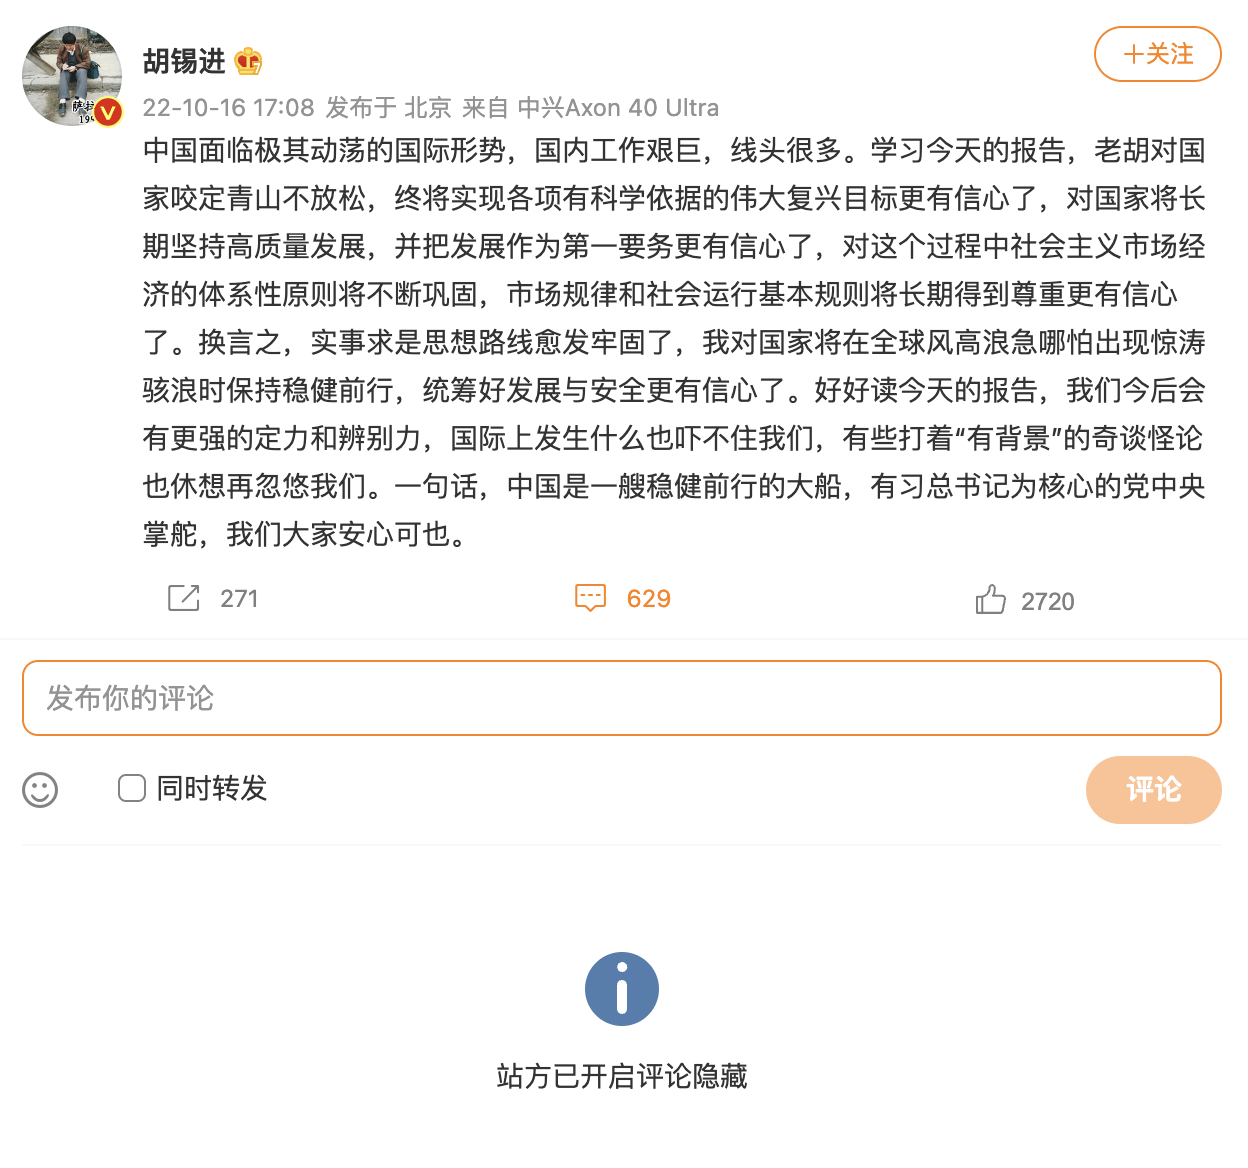 胡锡进
萨拉
194
＋关注
22-10-16 17:08 发布于 北京 来自 中兴Axon 40 Ultra
中国面临极其动荡的国际形势，国内工作艰巨，线头很多。学习今天的报告，老胡对国
家咬定青山不放松，终将实现各项有科学依据的伟大复兴目标更有信心了，对国家将长
期坚持高质量发展，并把发展作为第一要务更有信心了，对这个过程中社会主义市场经
济的体系性原则将不断巩固，市场规律和社会运行基本规则将长期得到尊重更有信心
了。换言之，实事求是思想路线愈发牢固了，我对国家将在全球风高浪急哪怕出现惊涛
骇浪时保持稳健前行，统筹好发展与安全更有信心了。好好读今天的报告，我们今后会
有更强的定力和辨别力，国际上发生什么也吓不住我们，有些打着“有背景”的奇谈怪论
也休想再忽悠我们。一句话，中国是一艘稳健前行的大船，有习总书记为核心的党中央
掌舵，我们大家安心可也。
271
629
2720
发布你的评论
同时转发
评论
站方已开启评论隐藏